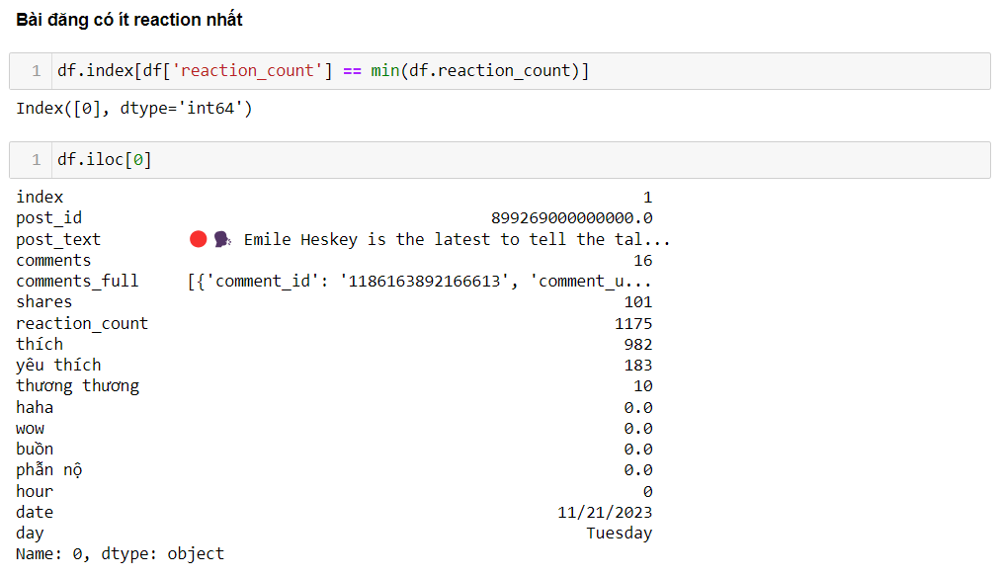 Bài đăng có ít reaction nhất
1 df.index[df['reaction_count'] == min(df.reaction_count)]
Index([0], dtype='int64')
1 df.iloc[0]
index 1
post_id 899269000000000.0
post_text 🔴🗣 Emile Heskey is the latest to tell the tal...
comments 16
comments_full [{'comment_id': '1186163892166613', 'comment_u...
shares 101
reaction_count 1175
thích 982
yêu thích 183
thương thương 10
haha 0.0
wow 0.0
buồn 0.0
phẫn nộ 0.0
hour 0
date 11/21/2023
day Tuesday
Name: 0, dtype: object